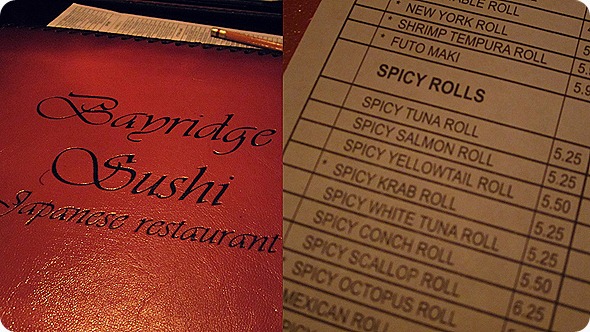 Bayridge
Sushi
Japanese restaurant
ROLL
* NEW YORK ROLL
* SHRIMP TEMPURA ROLL
* FUTO MAKI
SPICY ROLLS
SPICY TUNA ROLL 5.25
SPICY SALMON ROLL 5.25
SPICY YELLOWTAIL ROLL 5.50
* SPICY KRAB ROLL 5.25
SPICY WHITE TUNA ROLL 5.25
SPICY CONCH ROLL 5.50
SPICY SCALLOP ROLL 6.25
SPICY OCTOPUS ROLL
MEXICAN ROLL